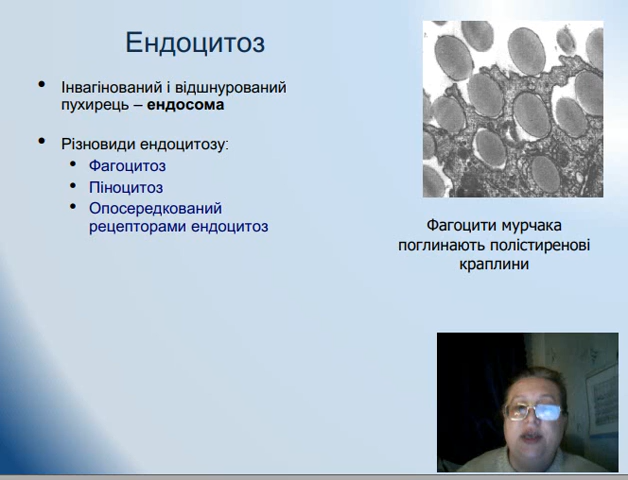 Ендоцитоз
Інвагінований і відшнурований
пухирець – ендосома
Різновиди ендоцитозу:
Фагоцитоз
Піноцитоз
Опосередкований
рецепторами ендоцитоз
Фагоцити мурчака
поглинають полістиренові
краплини